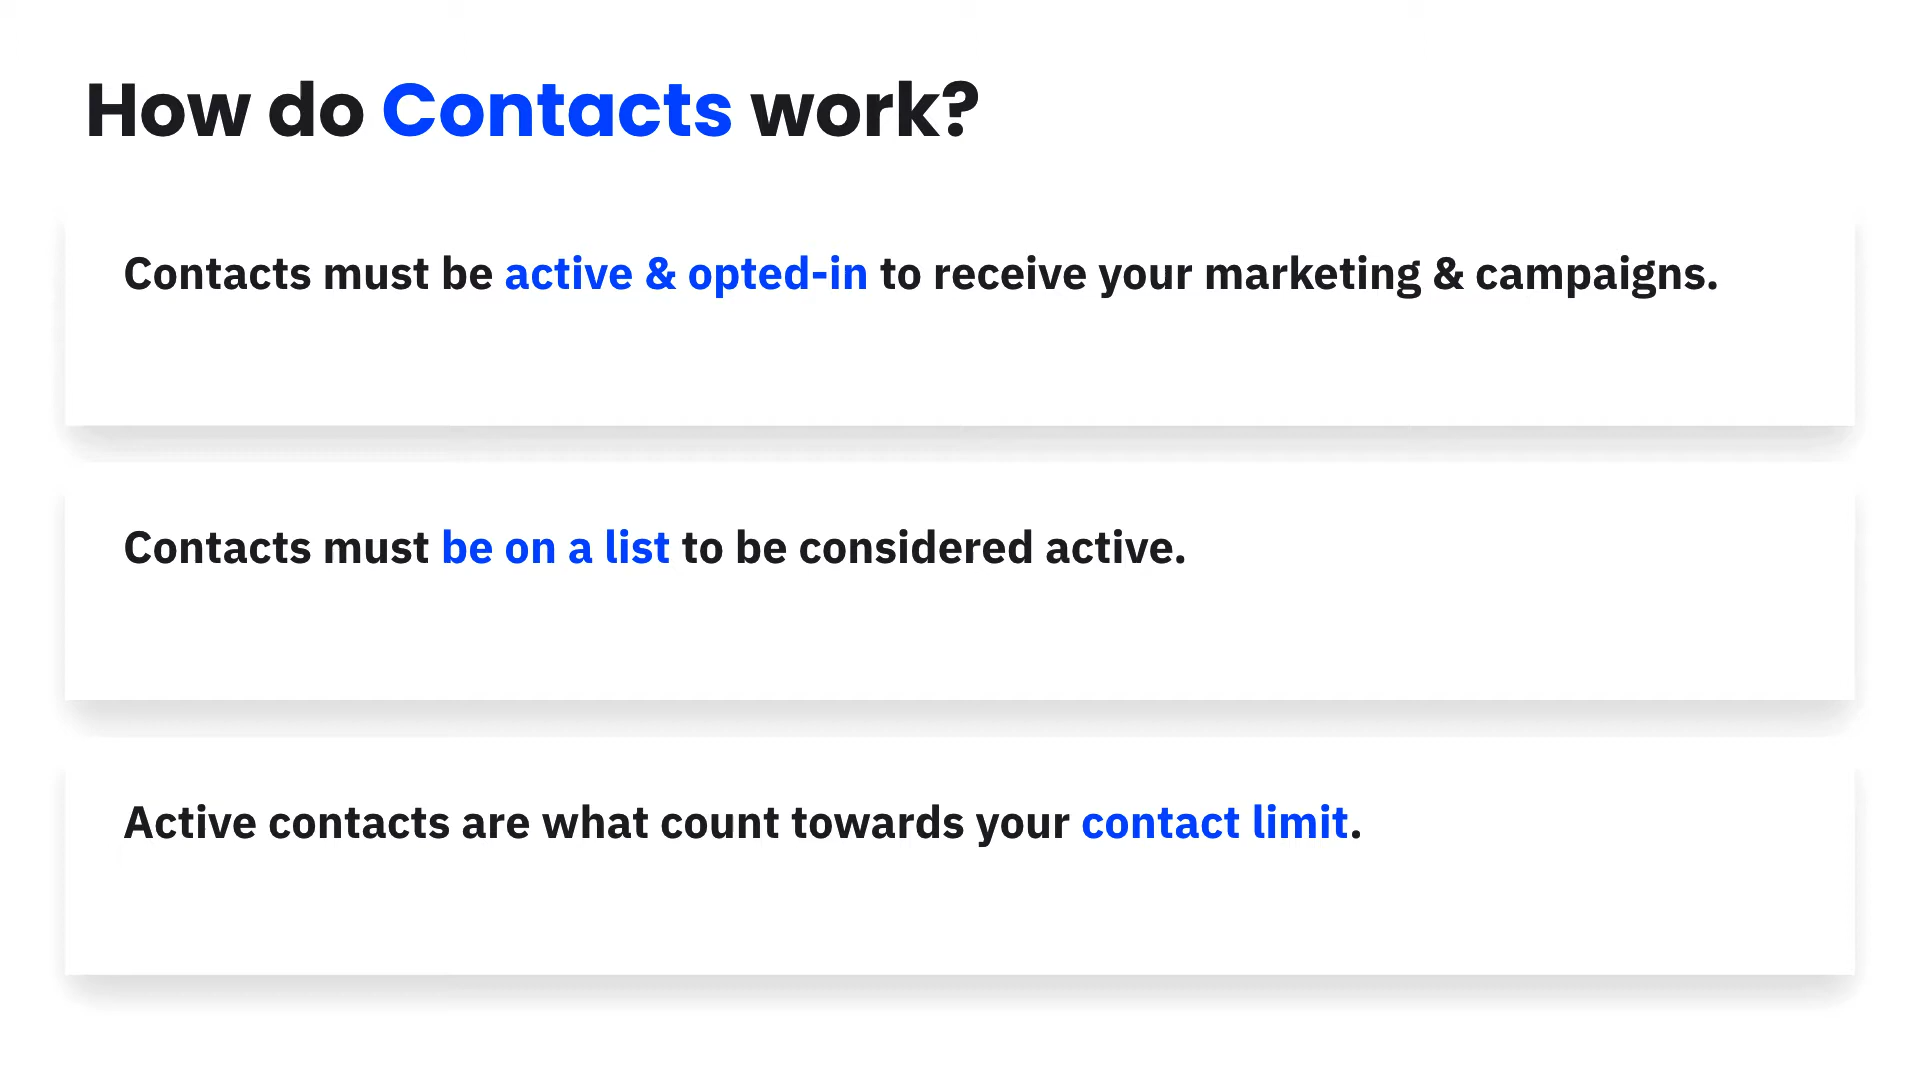 How do Contacts work?
Contacts must be active & opted-in to receive your marketing & campaigns.
Contacts must be on a list to be considered active.
Active contacts are what count towards your contact limit.